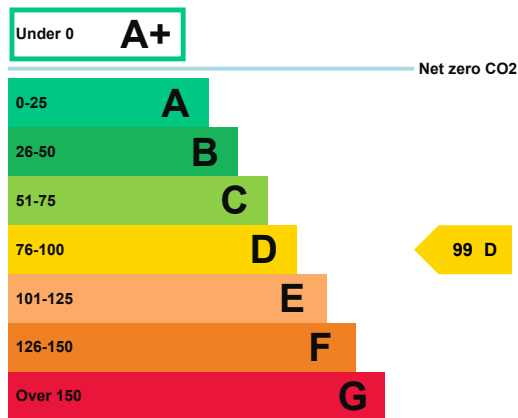 Under 0 A+
Net zero CO2
0-25 A
26-50 B
51-75 C
76-100 D
99 D
101-125 E
126-150 F
Over 150 G